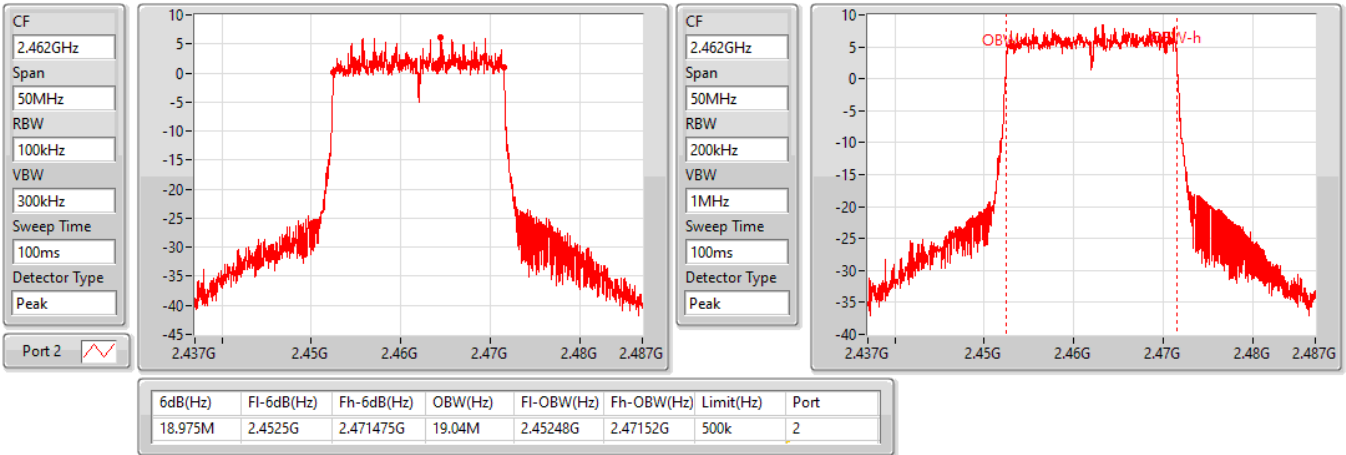 CF
2.462GHz
Span
50MHz
RBW
100kHz
VBW
300kHz
Sweep Time
100ms
Detector Type
Peak
Port 2
10
5
0
-5
-10
-15
-20
-25
-30
-35
-40
-45
2.437G 2.45G 2.46G 2.47G 2.48G 2.487G
CF
2.462GHz
Span
50MHz
RBW
200kHz
VBW
1MHz
Sweep Time
100ms
Detector Type
Peak
10
5
0
-5
-10
-15
-20
-25
-30
-35
-40
2.437G 2.45G 2.46G 2.47G 2.48G 2.487G
6dB(Hz) Fl-6dB(Hz) Fh-6dB(Hz) OBW(Hz) Fl-OBW(Hz) Fh-OBW(Hz) Limit(Hz) Port
18.975M 2.4525G 2.471475G 19.04M 2.45248G 2.47152G 500k 2